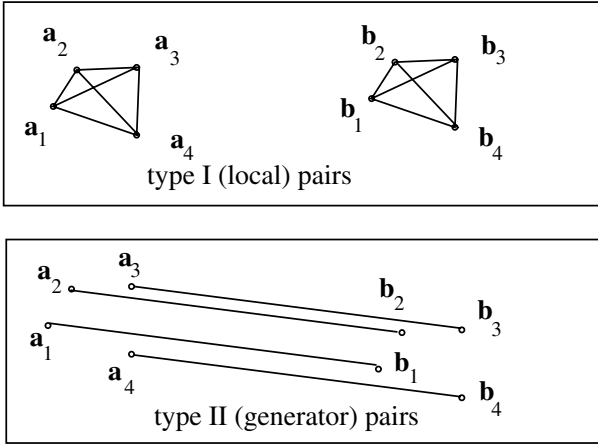 a2 a3 b2 b3
a1 a4 b1 b4
type I (local) pairs
a2 a3 b2 b3
a1 a4 b1 b4
type II (generator) pairs